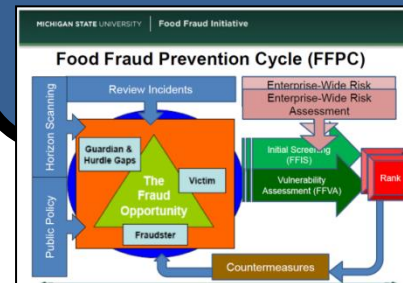 MICHIGAN STATE UNIVERSITY | Food Fraud Initiative
Food Fraud Prevention Cycle (FFPC)
Horizon Scanning
Public Policy
Review Incidents
Guardian &
Hurdle Gaps
The
Fraud
Opportunity
Victim
Fraudster
Enterprise-Wide Risk
Enterprise-Wide Risk
Assessment
Initial Screening
(FFIS)
Vulnerability
Assessment (FFVA)
Rank
Countermeasures